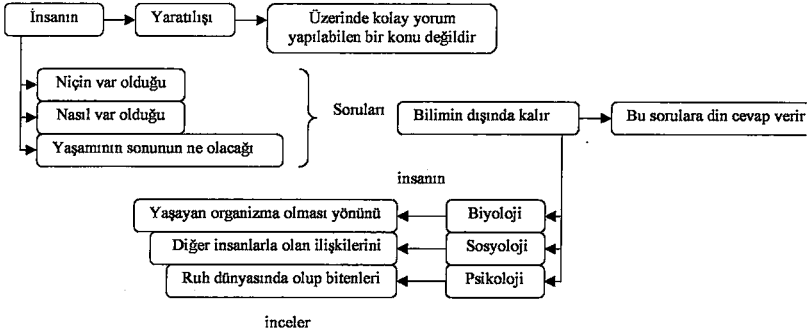 İnsanın
Yaratılışı
Üzerinde kolay yorum
yapılabilen bir konu değildir
Niçin var olduğu
Nasıl var olduğu
Yaşamının sonunun ne olacağı
Soruları
Bilimin dışında kalır
Bu sorulara din cevap verir
insanın
Yaşayan organizma olması yönünü
Biyoloji
Diğer insanlarla olan ilişkilerini
Sosyoloji
Ruh dünyasında olup bitenleri
Psikoloji
inceler